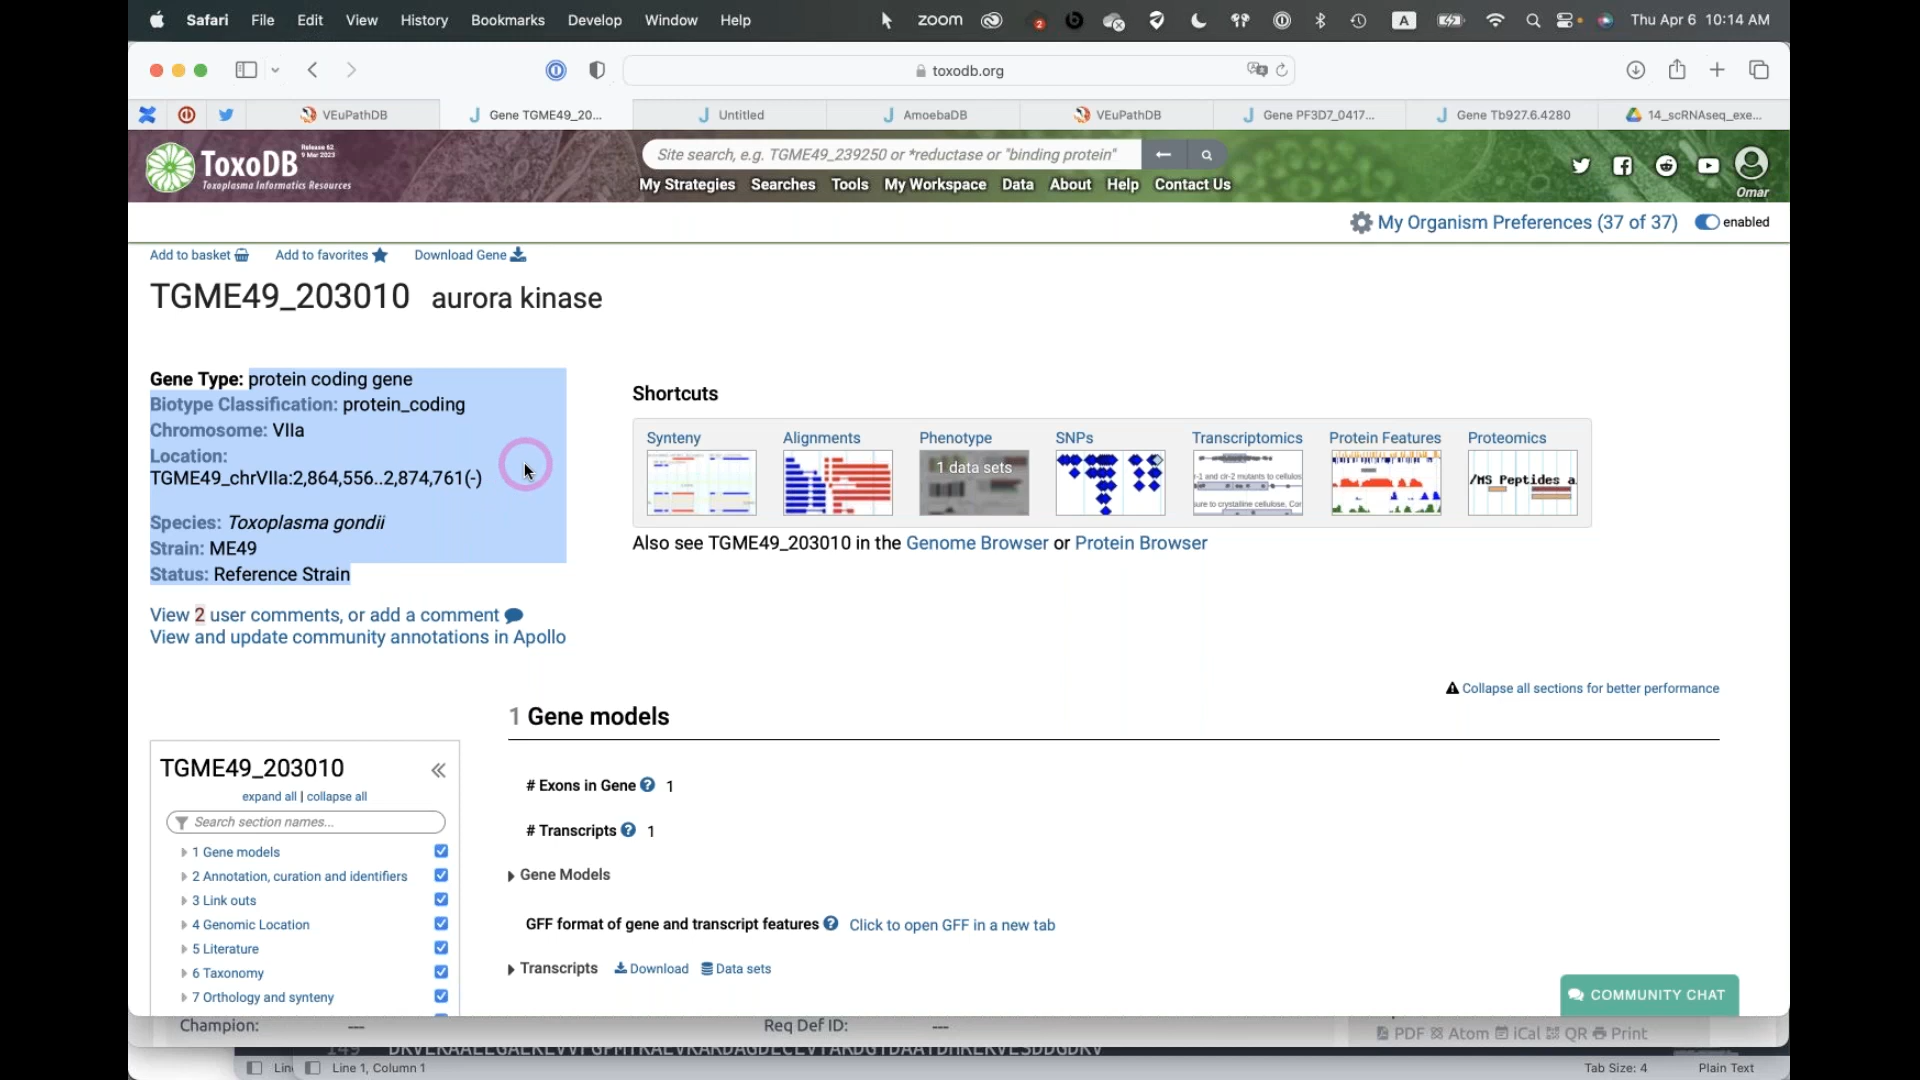 Safari File Edit View History Bookmarks Develop Window Help zoom 2 A Thu Apr 6 10:14 AM
toxodb.org
VEuPathDB Gene TGME49_20... Untitled AmoebaDB VEuPathDB Gene PF3D7_0417... Gene Tb927.6.4280 14_scRNAseq_exe...
ToxoDB Release 62
9 Mar 2023
Toxoplasma Informatics Resources
Site search, e.g. TGME49_239250 or *reductase or "binding protein"
My Strategies Searches Tools My Workspace Data About Help Contact Us
Omar
My Organism Preferences (37 of 37) enabled
Add to basket Add to favorites Download Gene
TGME49_203010 aurora kinase
Gene Type: protein coding gene
Biotype Classification: protein_coding
Chromosome: VIIa
Location:
TGME49_chrVIIa:2,864,556..2,874,761(-)
Species: Toxoplasma gondii
Strain: ME49
Status: Reference Strain
View 2 user comments, or add a comment
View and update community annotations in Apollo
Shortcuts
Synteny Alignments Phenotype SNPs Transcriptomics Protein Features Proteomics
1 data sets
/MS Peptides a
Also see TGME49_203010 in the Genome Browser or Protein Browser
Collapse all sections for better performance
1 Gene models
TGME49_203010
expand all | collapse all
Search section names...
1 Gene models
2 Annotation, curation and identifiers
3 Link outs
4 Genomic Location
5 Literature
6 Taxonomy
7 Orthology and synteny
# Exons in Gene 1
# Transcripts 1
Gene Models
GFF format of gene and transcript features Click to open GFF in a new tab
Transcripts Download Data sets
COMMUNITY CHAT
Champion: --- Req Def ID: ---
PDF Atom iCal QR Print
Line 1, Column 1 Tab Size: 4 Plain Text